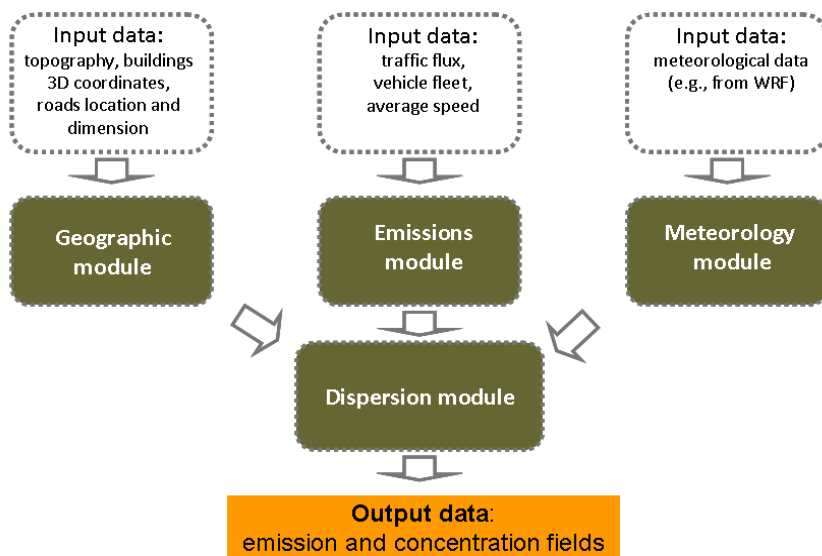 Input data:
topography, buildings
3D coordinates,
roads location and
dimension
Input data:
traffic flux,
vehicle fleet,
average speed
Input data:
meteorological data
(e.g., from WRF)
Geographic
module
Emissions
module
Meteorology
module
Dispersion module
Output data:
emission and concentration fields